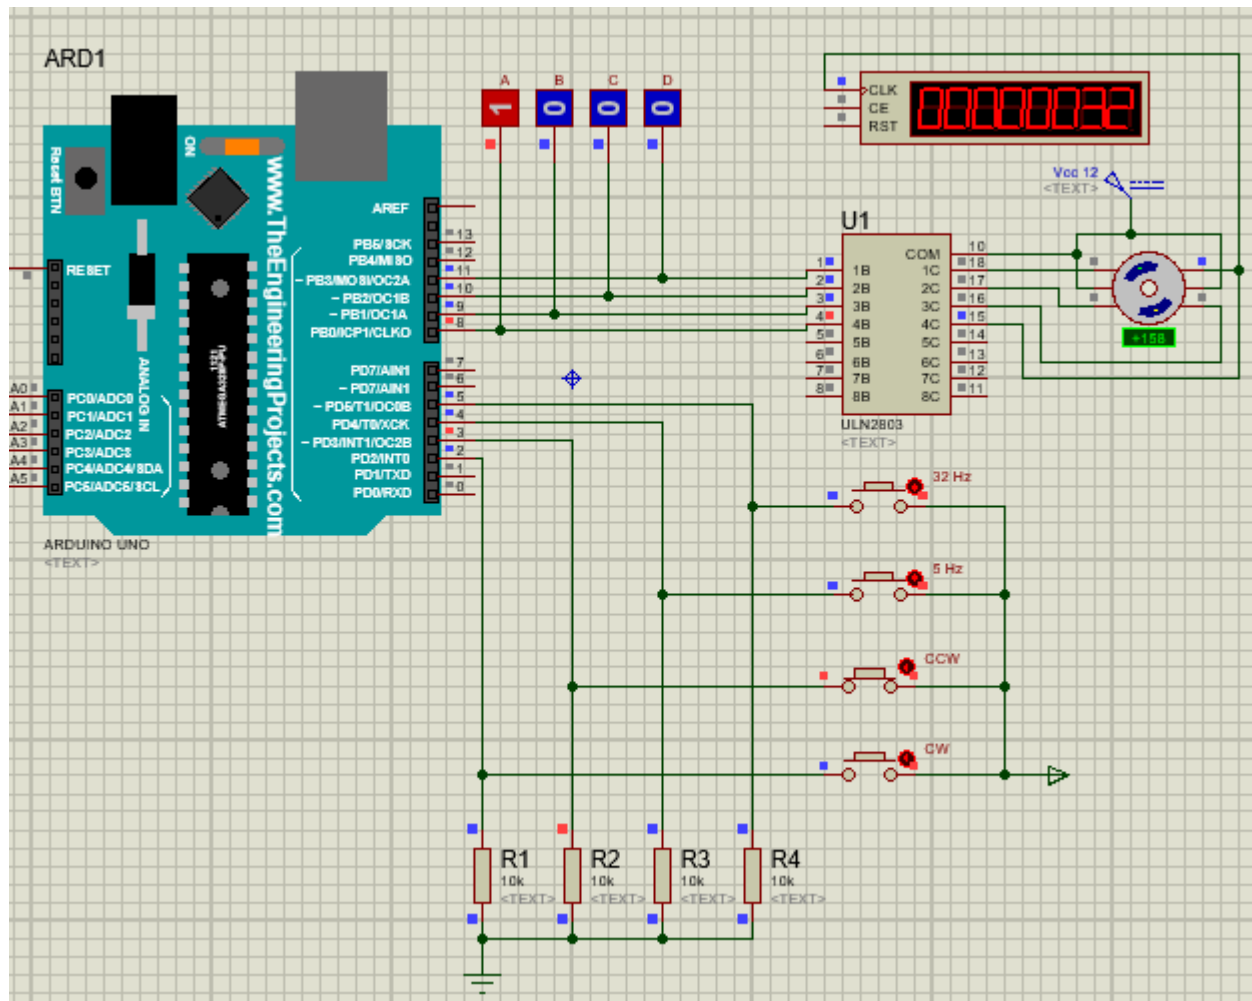 ARD1
A B C D
1 0 0 0
CLK
CE
RST
00000032
Vcc 12
<TEXT>
ON
Reset BTN
www.TheEngineeringProjects.com
AREF
PB5/SCK 13
PB4/MISO 12
~ PB3/MOSI/OC2A 11
~ PB2/OC1B 10
~ PB1/OC1A 9
PB0/ICP1/CLKO 8
RESET
PD7/AIN1 7
~ PD7/AIN1 6
~ PD5/T1/OC0B 5
PD4/T0/XCK 4
~ PD3/INT1/OC2B 3
PD2/INT0 2
PD1/TXD 1
PD0/RXD 0
ANALOG IN
A0 PC0/ADC0
A1 PC1/ADC1
A2 PC2/ADC2
A3 PC3/ADC3
A4 PC4/ADC4/SDA
A5 PC5/ADC5/SCL
ARDUINO UNO
<TEXT>
U1
COM 10
1 1B 1C 18
2 2B 2C 17
3 3B 3C 16
4 4B 4C 15
5 5B 5C 14
6 6B 6C 13
7 7B 7C 12
8 8B 8C 11
ULN2803
<TEXT>
+158
32 Hz
5 Hz
CCW
CW
R1 R2 R3 R4
10k 10k 10k 10k
<TEXT> <TEXT> <TEXT> <TEXT>